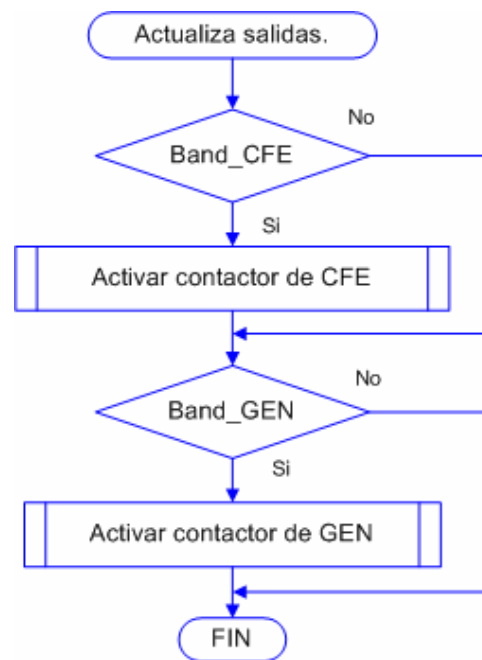 Actualiza salidas.
No
Band_CFE
Si
Activar contactor de CFE
No
Band_GEN
Si
Activar contactor de GEN
FIN